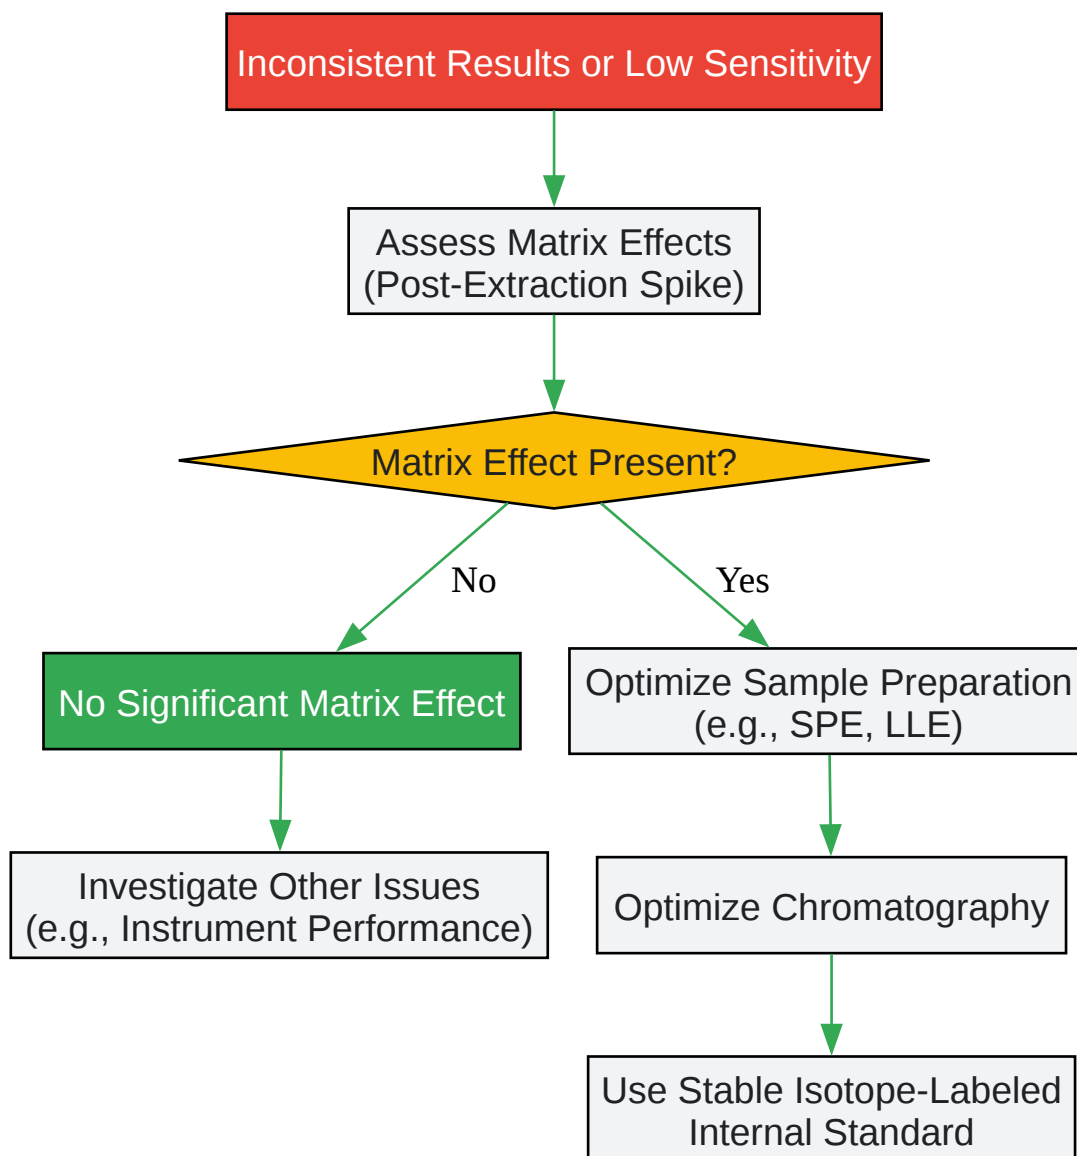 Inconsistent Results or Low Sensitivity
Assess Matrix Effects
(Post-Extraction Spike)
Matrix Effect Present?
No
Yes
No Significant Matrix Effect
Optimize Sample Preparation
(e.g., SPE, LLE)
Investigate Other Issues
(e.g., Instrument Performance)
Optimize Chromatography
Use Stable Isotope-Labeled
Internal Standard